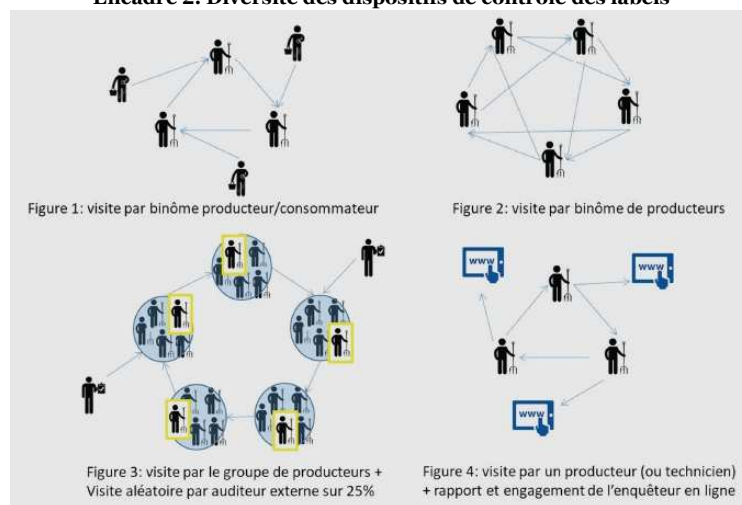 Encadré 2: Diversité des dispositifs de contrôle des labels
Figure 1: visite par binôme producteur/consommateur
Figure 2: visite par binôme de producteurs
www
www
www
Figure 3: visite par le groupe de producteurs +
Visite aléatoire par auditeur externe sur 25%
Figure 4: visite par un producteur (ou technicien)
+ rapport et engagement de l'enquêteur en ligne